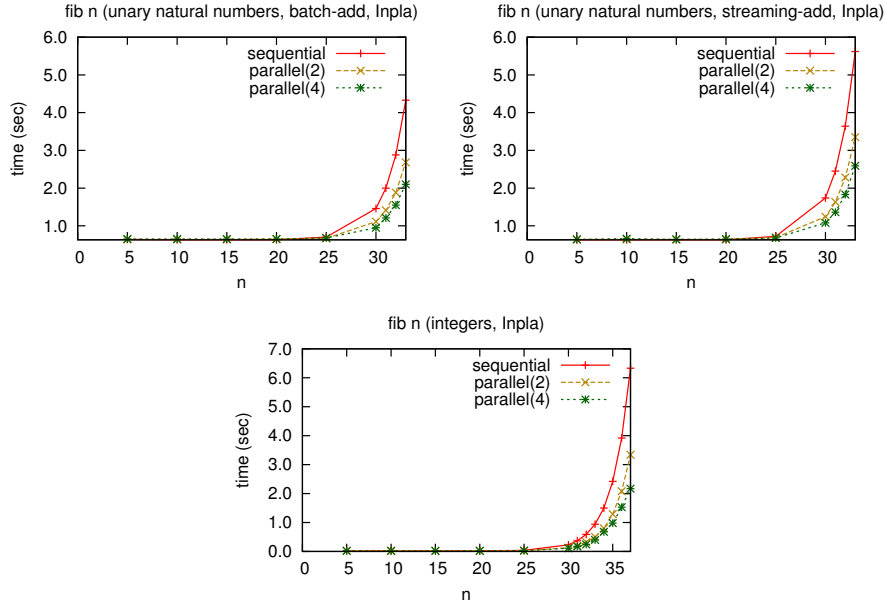 fib n (unary natural numbers, batch-add, Inpla)
6.0
5.0
4.0
3.0
2.0
1.0
time (sec)
sequential
parallel(2)
parallel(4)
0 5 10 15 20 25 30
n
fib n (unary natural numbers, streaming-add, Inpla)
6.0
5.0
4.0
3.0
2.0
1.0
time (sec)
sequential
parallel(2)
parallel(4)
0 5 10 15 20 25 30
n
fib n (integers, Inpla)
7.0
6.0
5.0
4.0
3.0
2.0
1.0
0.0
time (sec)
sequential
parallel(2)
parallel(4)
0 5 10 15 20 25 30 35
n